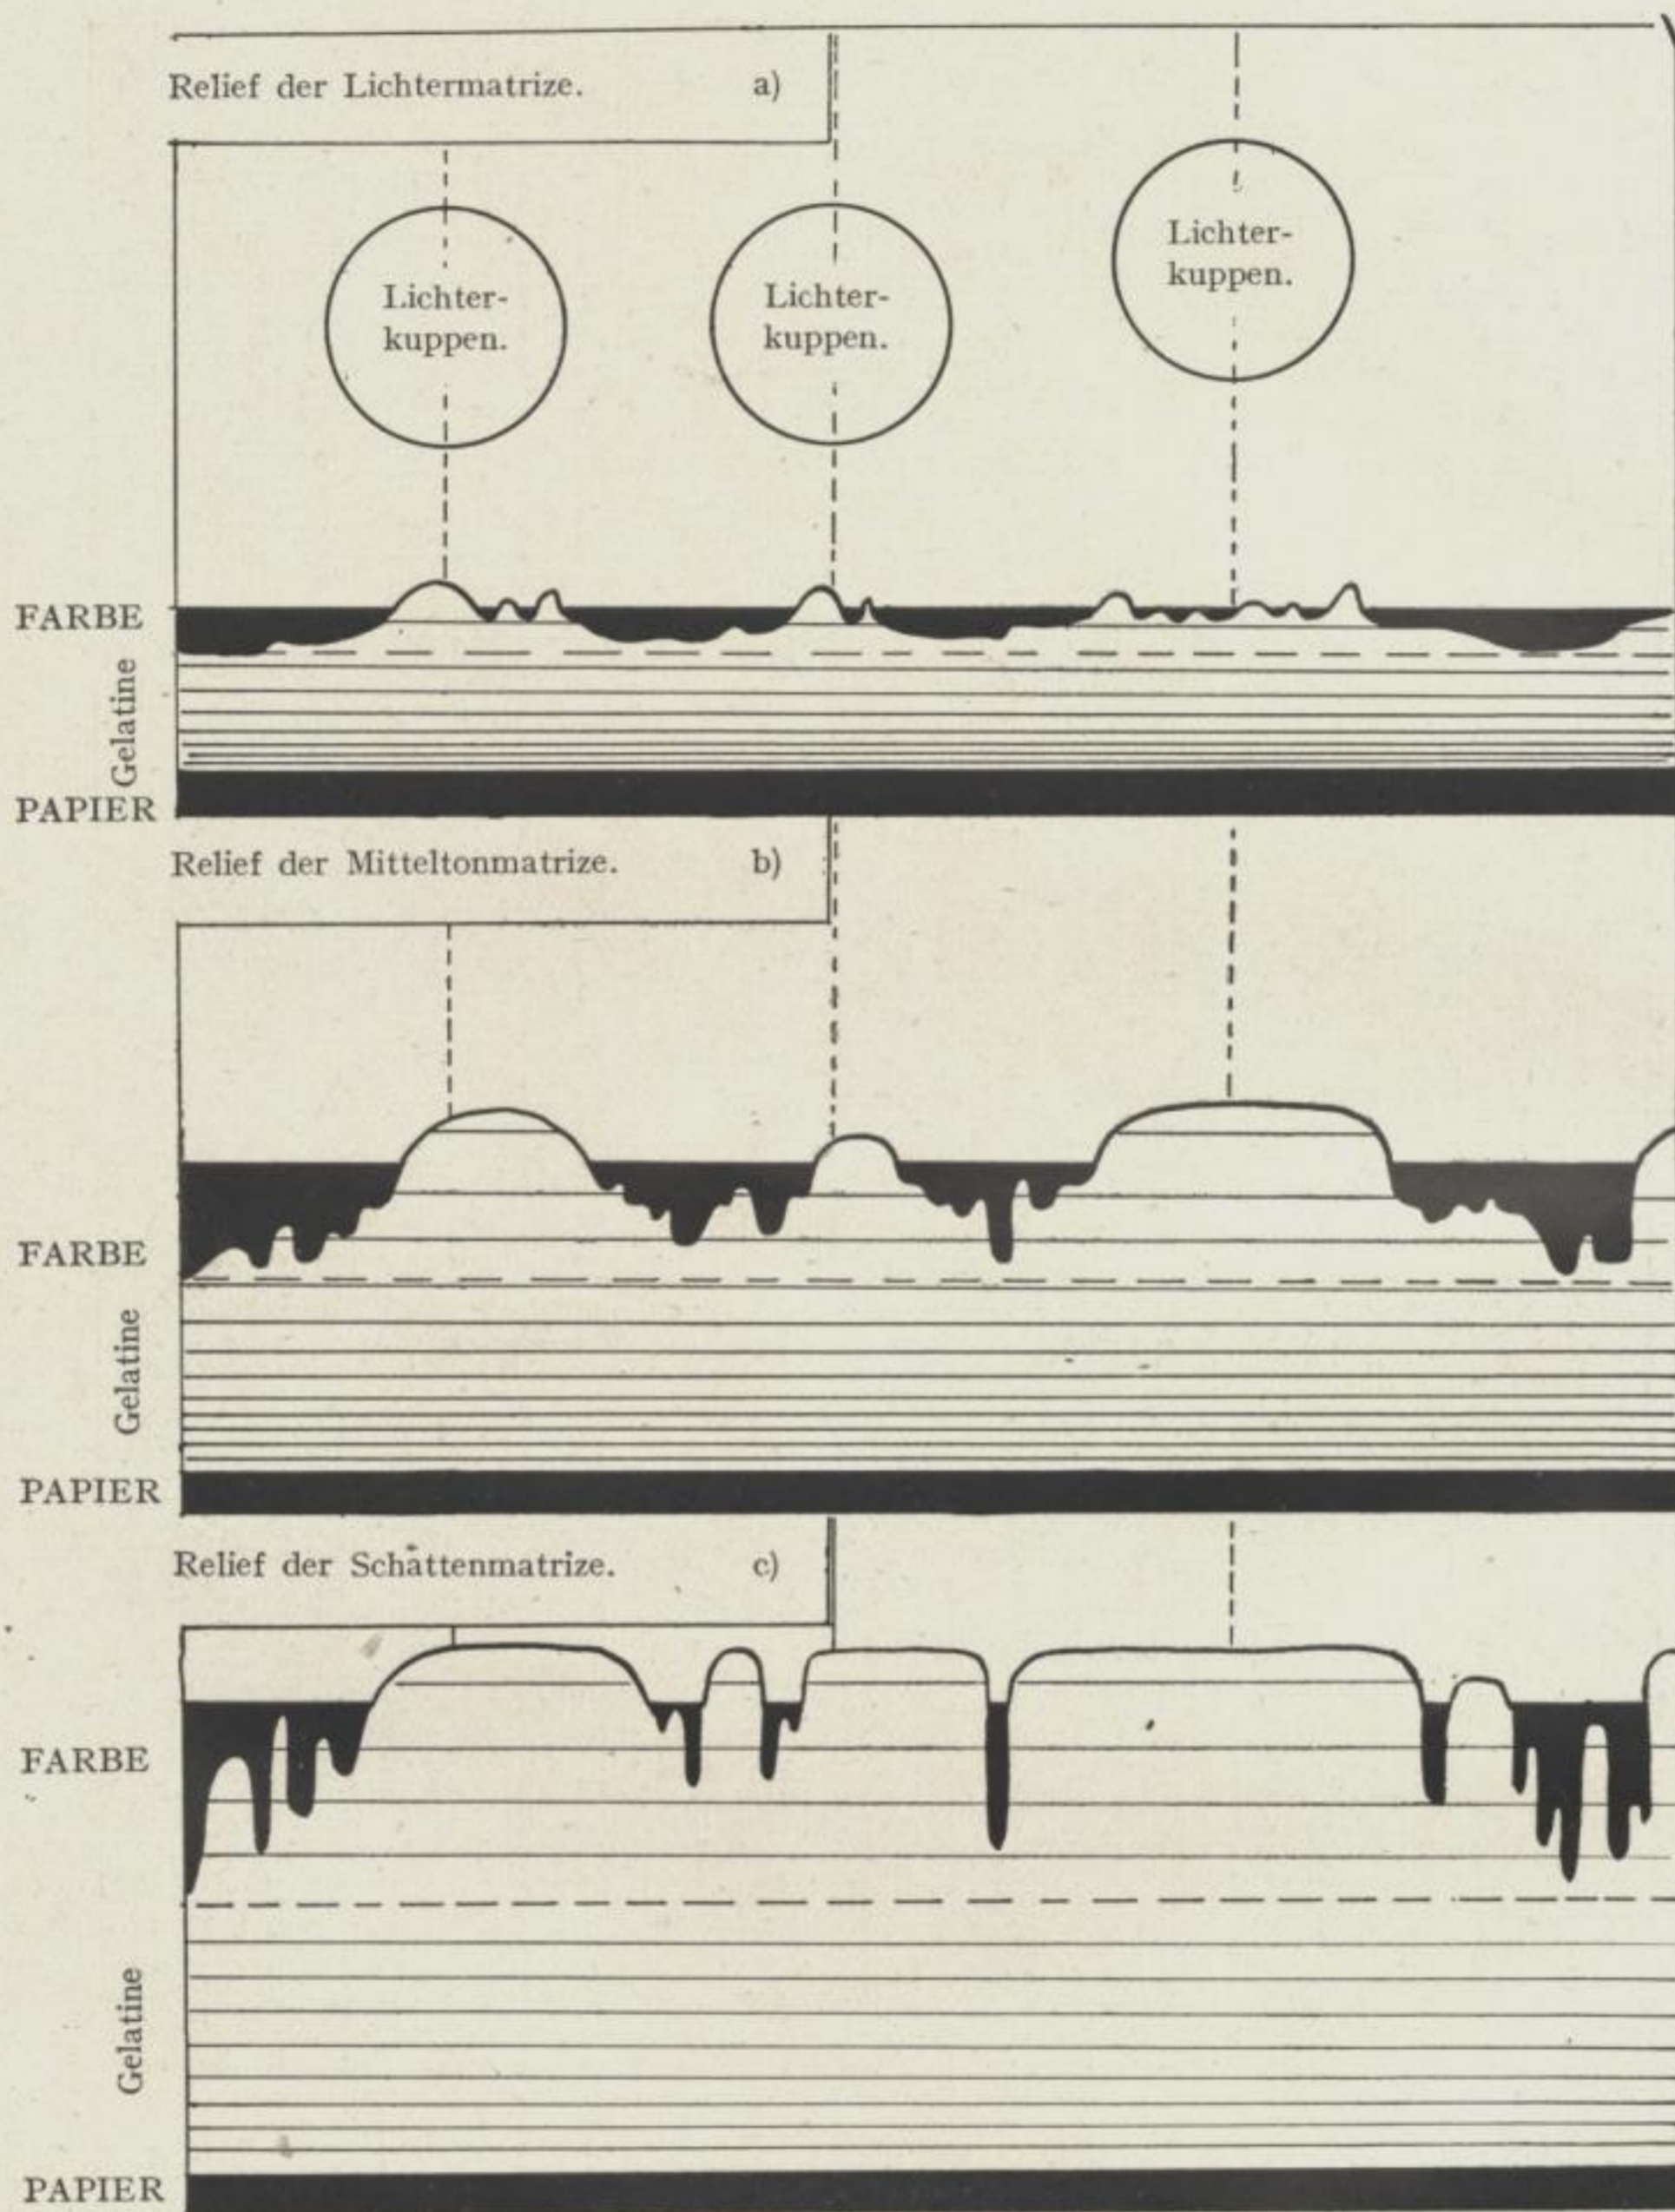 Relief der Lichtermatrize. a)
Lichter-
kuppen.
Lichter-
kuppen.
Lichter-
kuppen.
FARBE
Gelatine
PAPIER
Relief der Mitteltonmatrize. b)
FARBE
Gelatine
PAPIER
Relief der Schattenmatrize. c)
FARBE
Gelatine
PAPIER